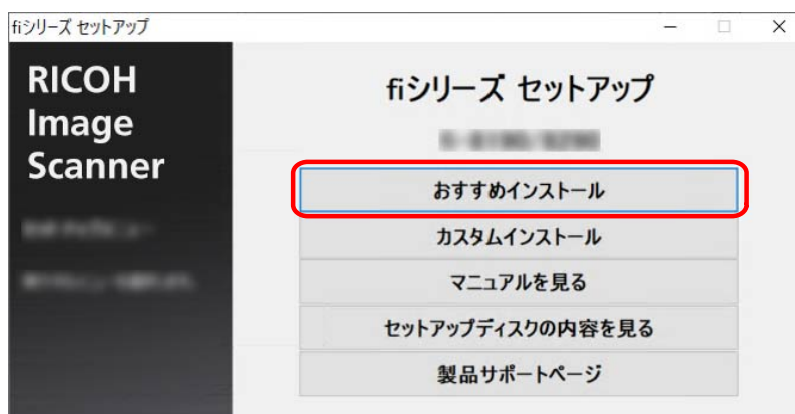 fiシリーズ セットアップ
RICOH
Image
Scanner
fiシリーズ セットアップ
おすすめインストール
カスタムインストール
マニュアルを見る
セットアップディスクの内容を見る
製品サポートページ